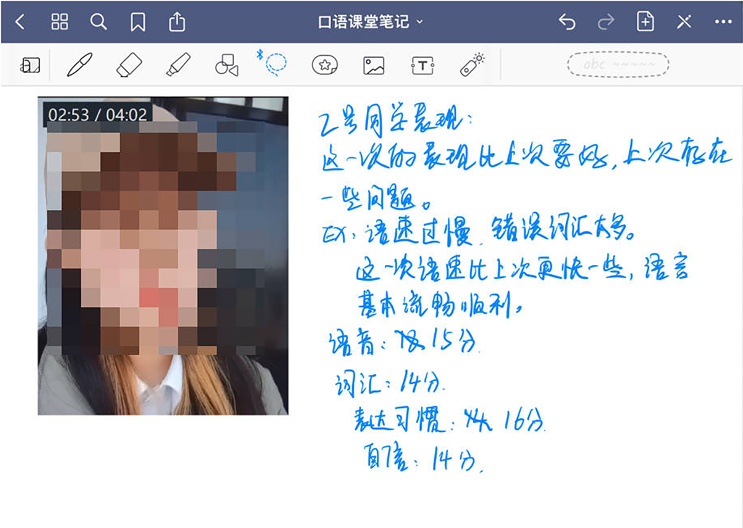 口语课堂笔记
abc ~~~~~
T
02:53 / 04:02
乙号同学表现:
这一次的表现比上次要好,上次存在
一些问题。
EX:语速过慢、错误词汇太多。
这一次语速比上次更快一些,语言
基本流畅顺利。
语音:15分
词汇:14分.
表达习惯:16分.
自信:14分.